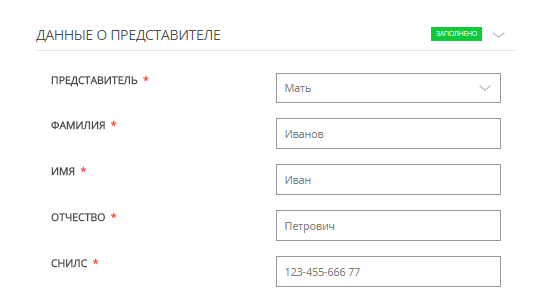 ДАННЫЕ О ПРЕДСТАВИТЕЛЕ ЗАПОЛНЕНО
ПРЕДСТАВИТЕЛЬ * Мать
ФАМИЛИЯ * Иванов
ИМЯ * Иван
ОТЧЕСТВО * Петрович
СНИЛС * 123-455-666 77